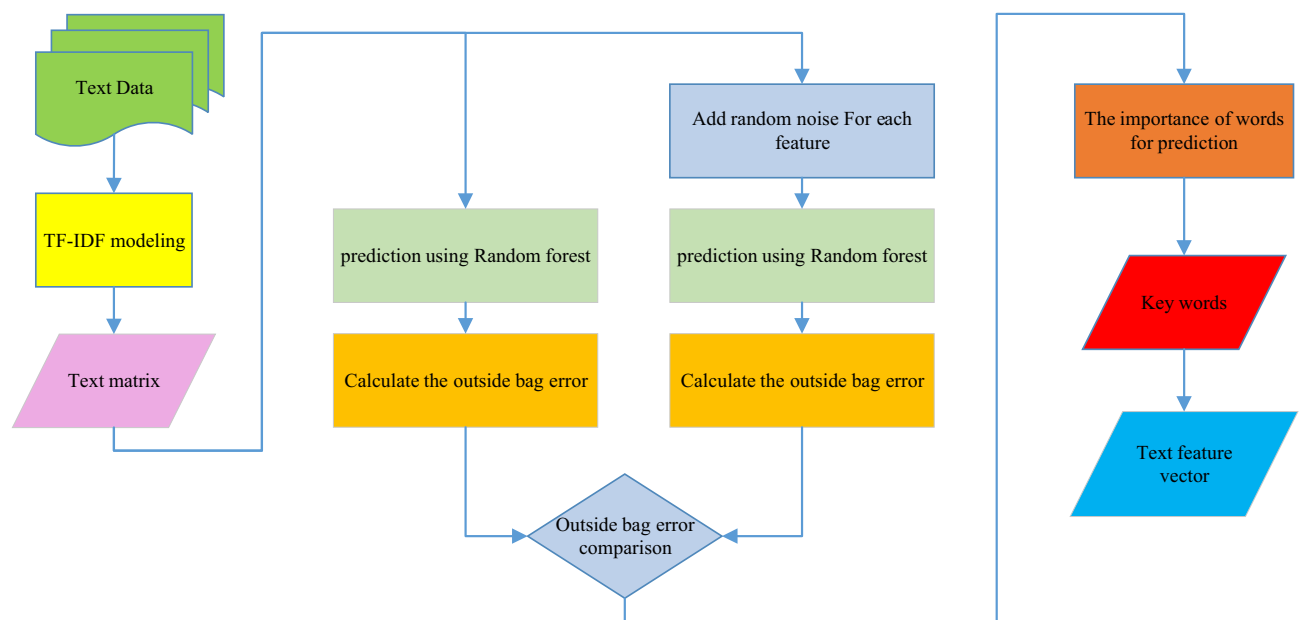 Text Data
TF-IDF modeling
Text matrix
prediction using Random forest
Calculate the outside bag error
Add random noise For each
feature
prediction using Random forest
Calculate the outside bag error
Outside bag error
comparison
The importance of words
for prediction
Key words
Text feature
vector